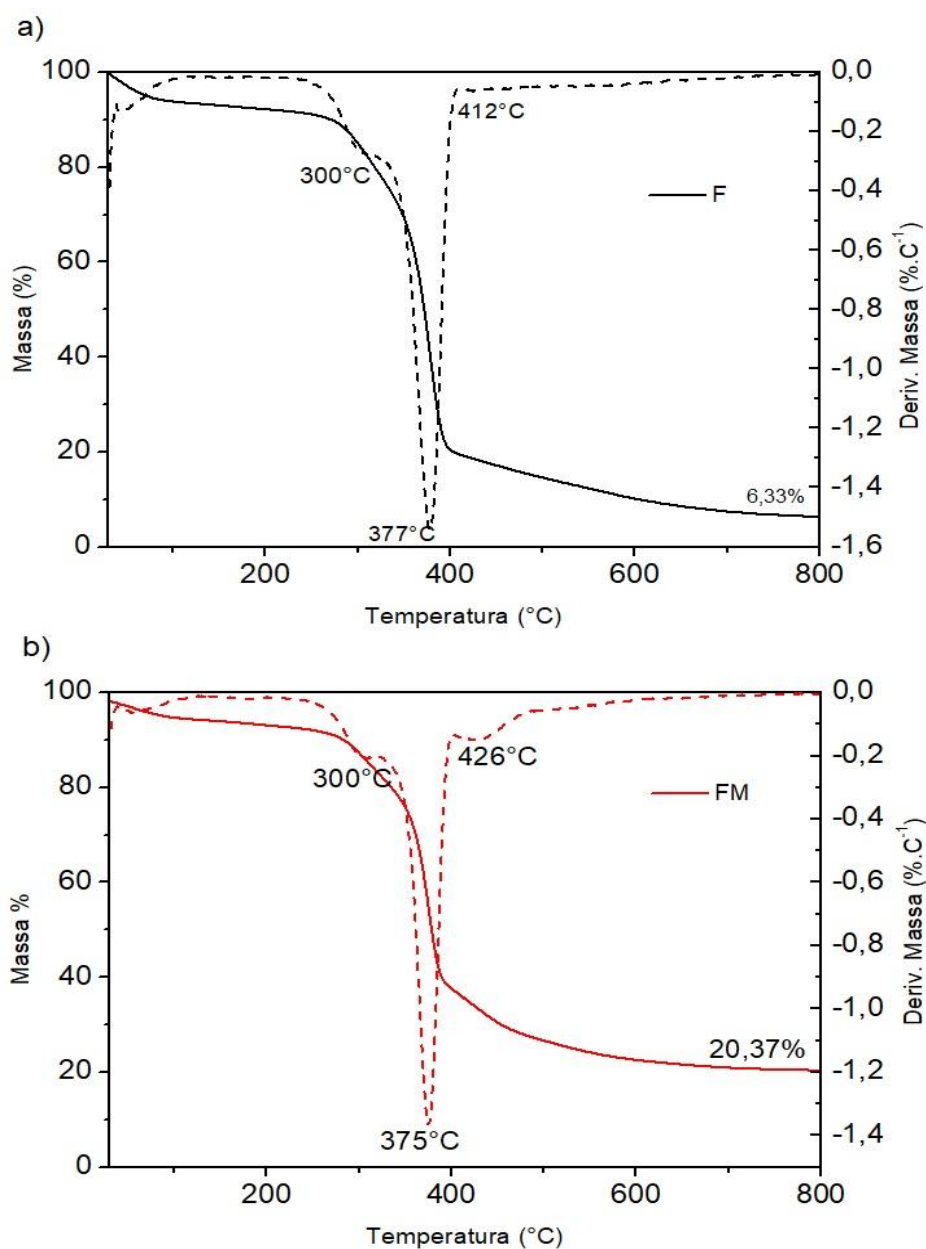 a)
100
80
60
40
20
0
Massa (%)
300°C
412°C
377°C
F
6,33%
0,0
-0,2
-0,4
-0,6
-0,8
-1,0
-1,2
-1,4
-1,6
Deriv. Massa (%.C⁻¹)
200
400
600
800
Temperatura (°C)
b)
100
80
60
40
20
0
Massa %
300°C
426°C
375°C
FM
20,37%
0,0
-0,2
-0,4
-0,6
-0,8
-1,0
-1,2
-1,4
Deriv. Massa (%.C⁻¹)
200
400
600
800
Temperatura (°C)